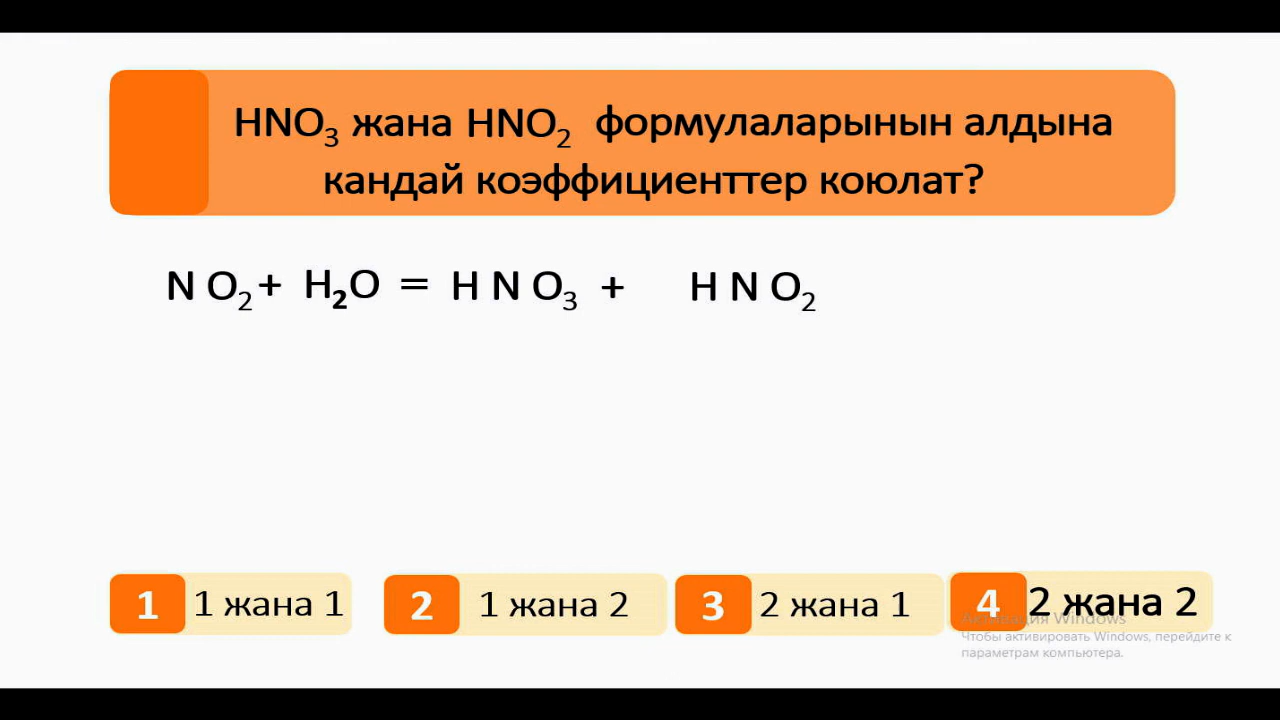 HNO₃ жана HNO₂ формулаларынын алдына
кандай коэффициенттер коюлат?
N O₂ + H₂O = H N O₃ + H N O₂
1 1 жана 1
2 1 жана 2
3 2 жана 1
4 2 жана 2
Активация Windows
Чтобы активировать Windows, перейдите к
параметрам компьютера.